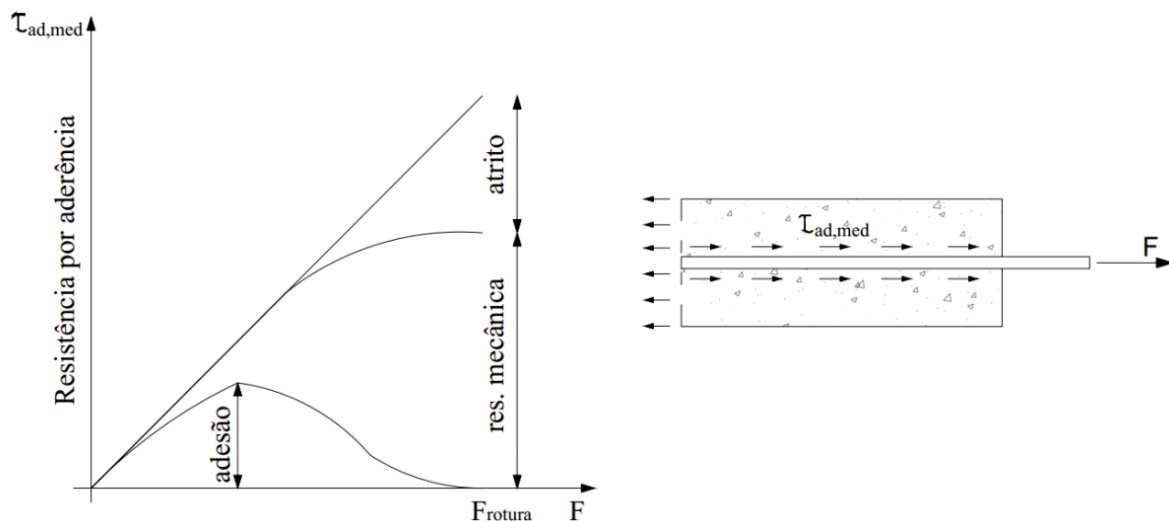 τad,med
Resistência por aderência
adesão
res. mecânica
atrito
Frotura
F
τad,med
F